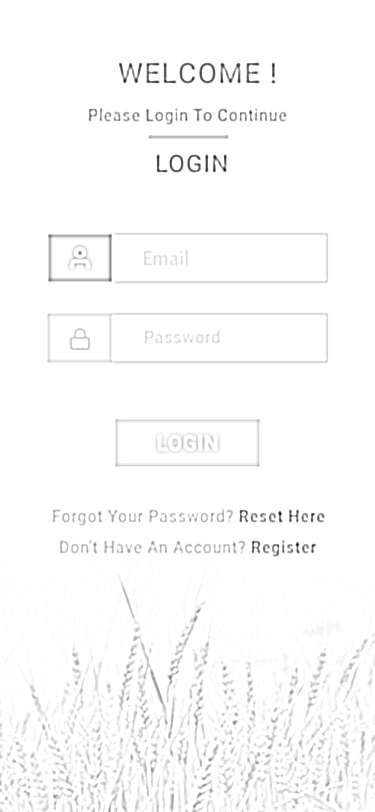 WELCOME !
Please Login To Continue
LOGIN
Email
Password
LOGIN
Forgot Your Password? Reset Here
Don't Have An Account? Register